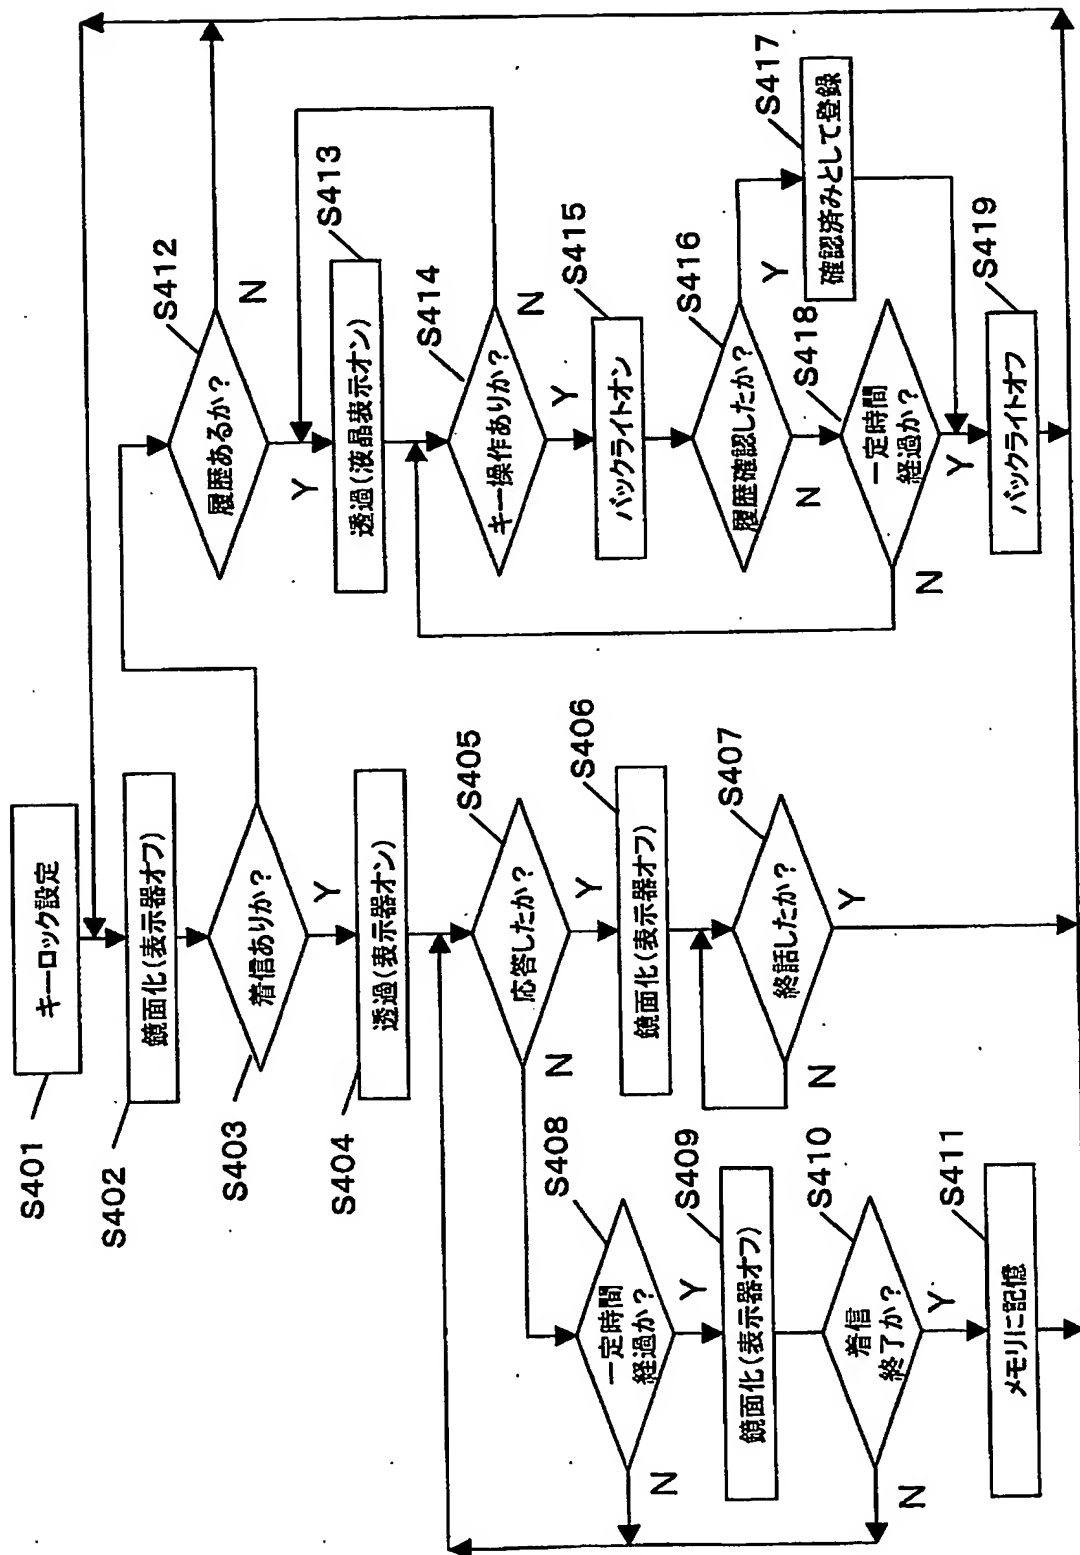 S401
キーロック設定
S402
鏡面化(表示器オフ)
S403
着信ありか?
Y
S404
透過(表示器オン)
S405
応答したか?
N
Y
S406
鏡面化(表示器オフ)
S407
終話したか?
N
Y
S408
一定時間
経過か?
N
Y
S409
鏡面化(表示器オフ)
S410
着信
終了か?
N
Y
S411
メモリに記憶
S412
履歴あるか?
N
Y
S413
透過(液晶表示オン)
S414
キー操作ありか?
N
Y
S415
バックライトオン
S416
履歴確認したか?
Y
N
S417
確認済みとして登録
S418
一定時間
経過か?
N
Y
S419
バックライトオフ